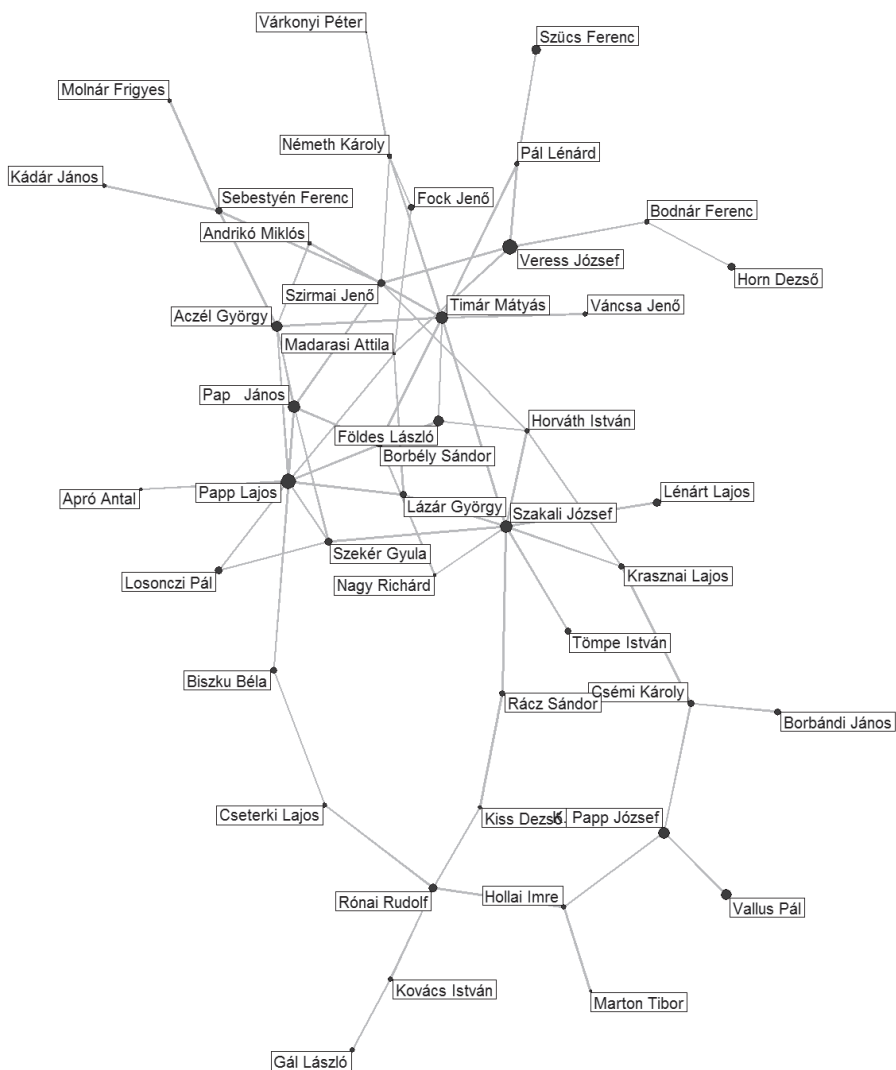 Várkonyi Péter
Szücs Ferenc
Molnár Frigyes
Németh Károly
Pál Lénárd
Kádár János
Sebestyén Ferenc
Fock Jenő
Bodnár Ferenc
Andrikó Miklós
Veress József
Horn Dezső
Szirmai Jenő
Timár Mátyás
Váncsa Jenő
Aczél György
Madarasi Attila
Pap János
Földes László
Horváth István
Borbély Sándor
Apró Antal
Papp Lajos
Lázár György
Szakali József
Lénárt Lajos
Szekér Gyula
Losonczi Pál
Nagy Richárd
Krasznai Lajos
Tömpe István
Biszku Béla
Rácz Sándor
Csémi Károly
Borbándi János
Cseterki Lajos
Kiss Dezső
K. Papp József
Rónai Rudolf
Hollai Imre
Vallus Pál
Kovács István
Marton Tibor
Gál László